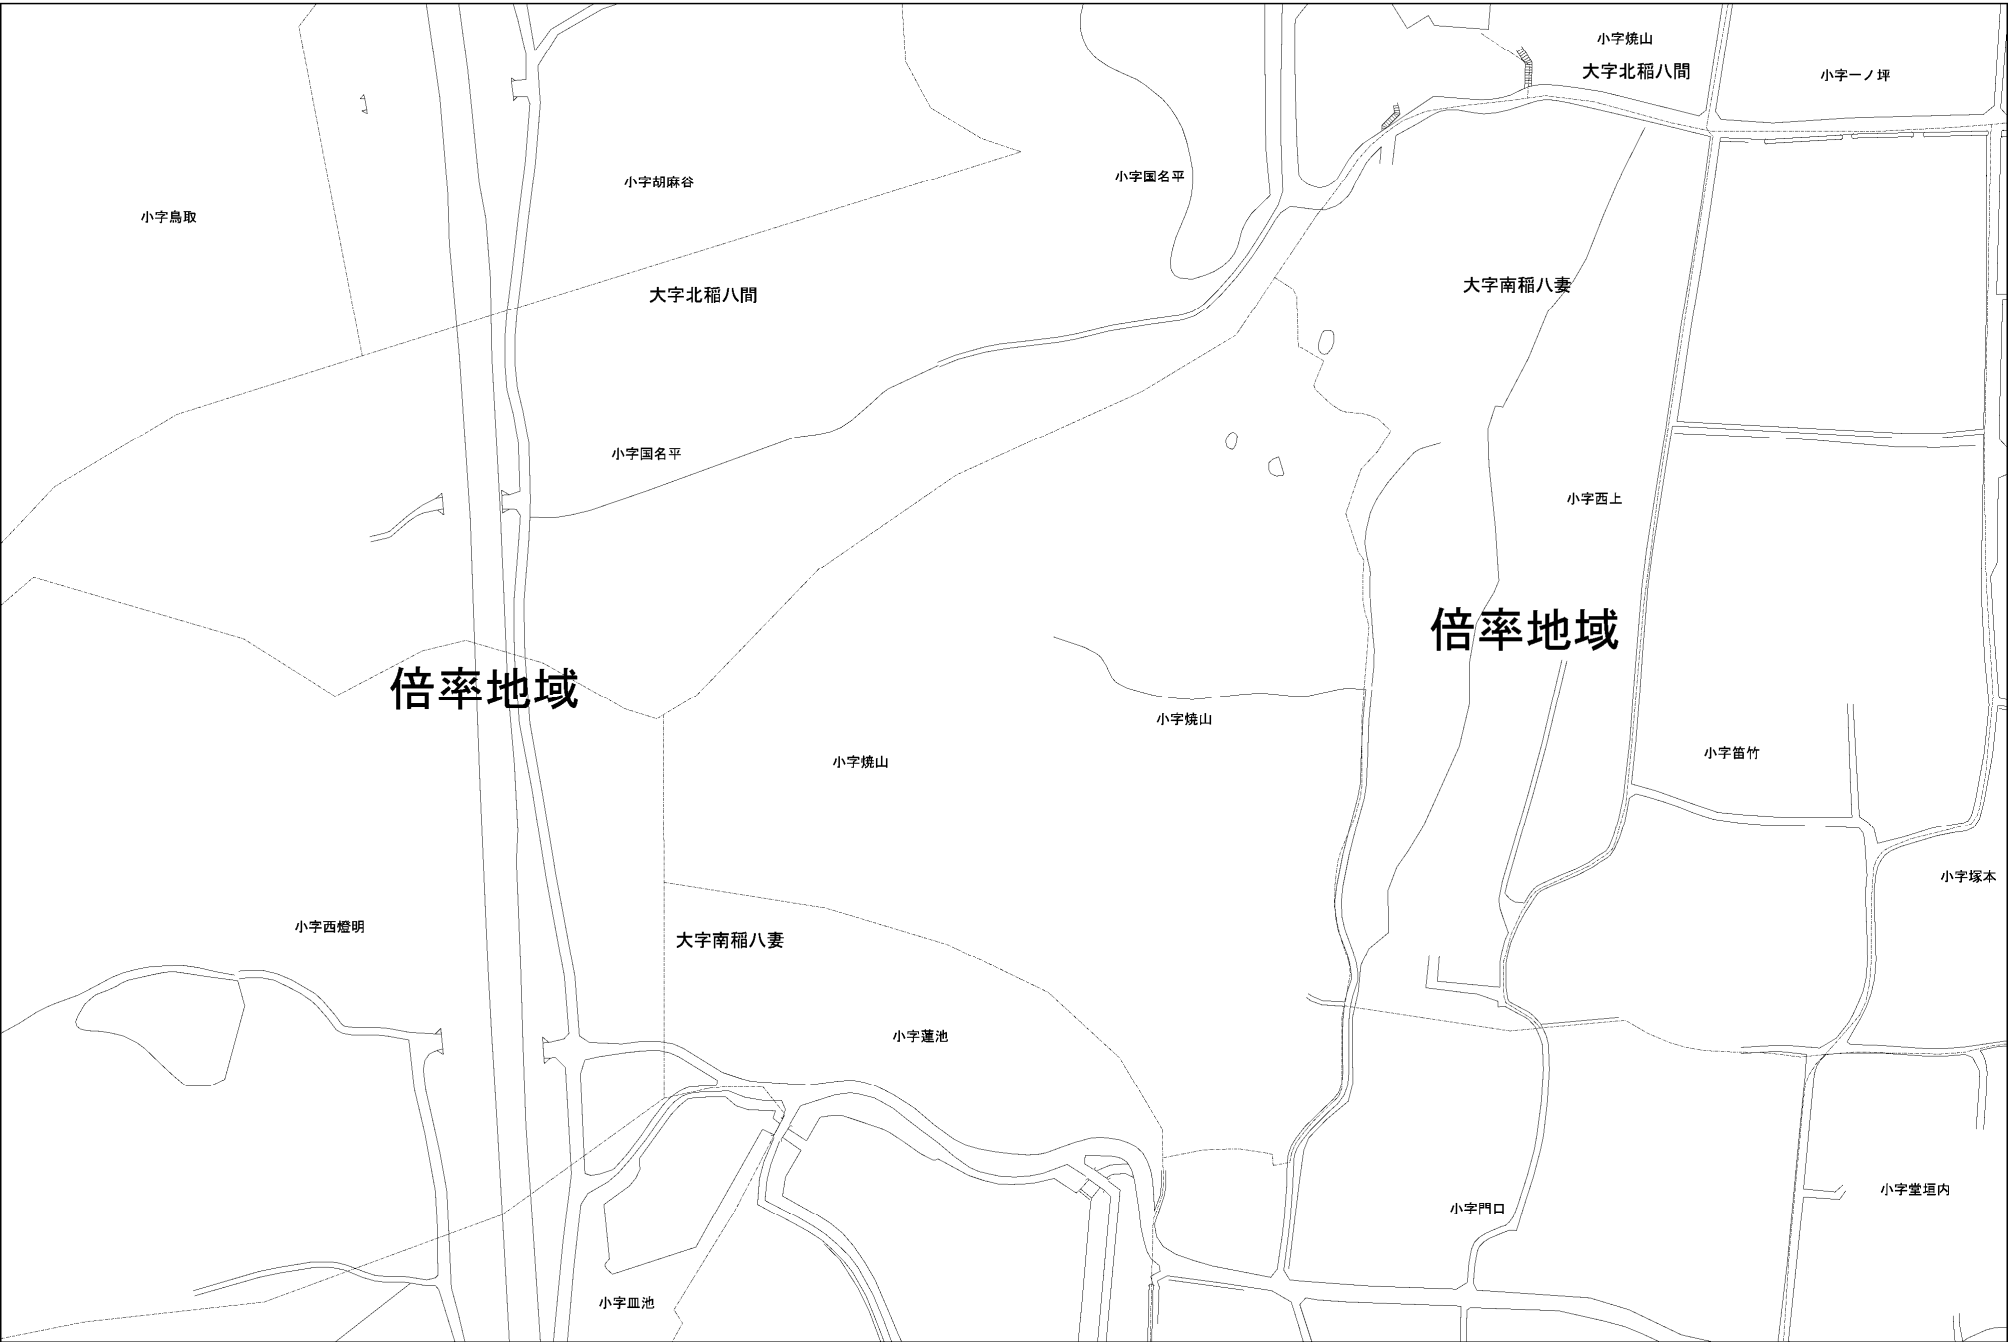 小字焼山
大字北稲八間
小字一ノ坪
小字胡麻谷
小字国名平
小字鳥取
大字北稲八間
大字南稲八妻
小字国名平
小字西上
倍率地域
倍率地域
小字焼山
小字焼山
小字笛竹
小字塚本
小字西燈明
大字南稲八妻
小字蓮池
小字堂垣内
小字門口
小字皿池